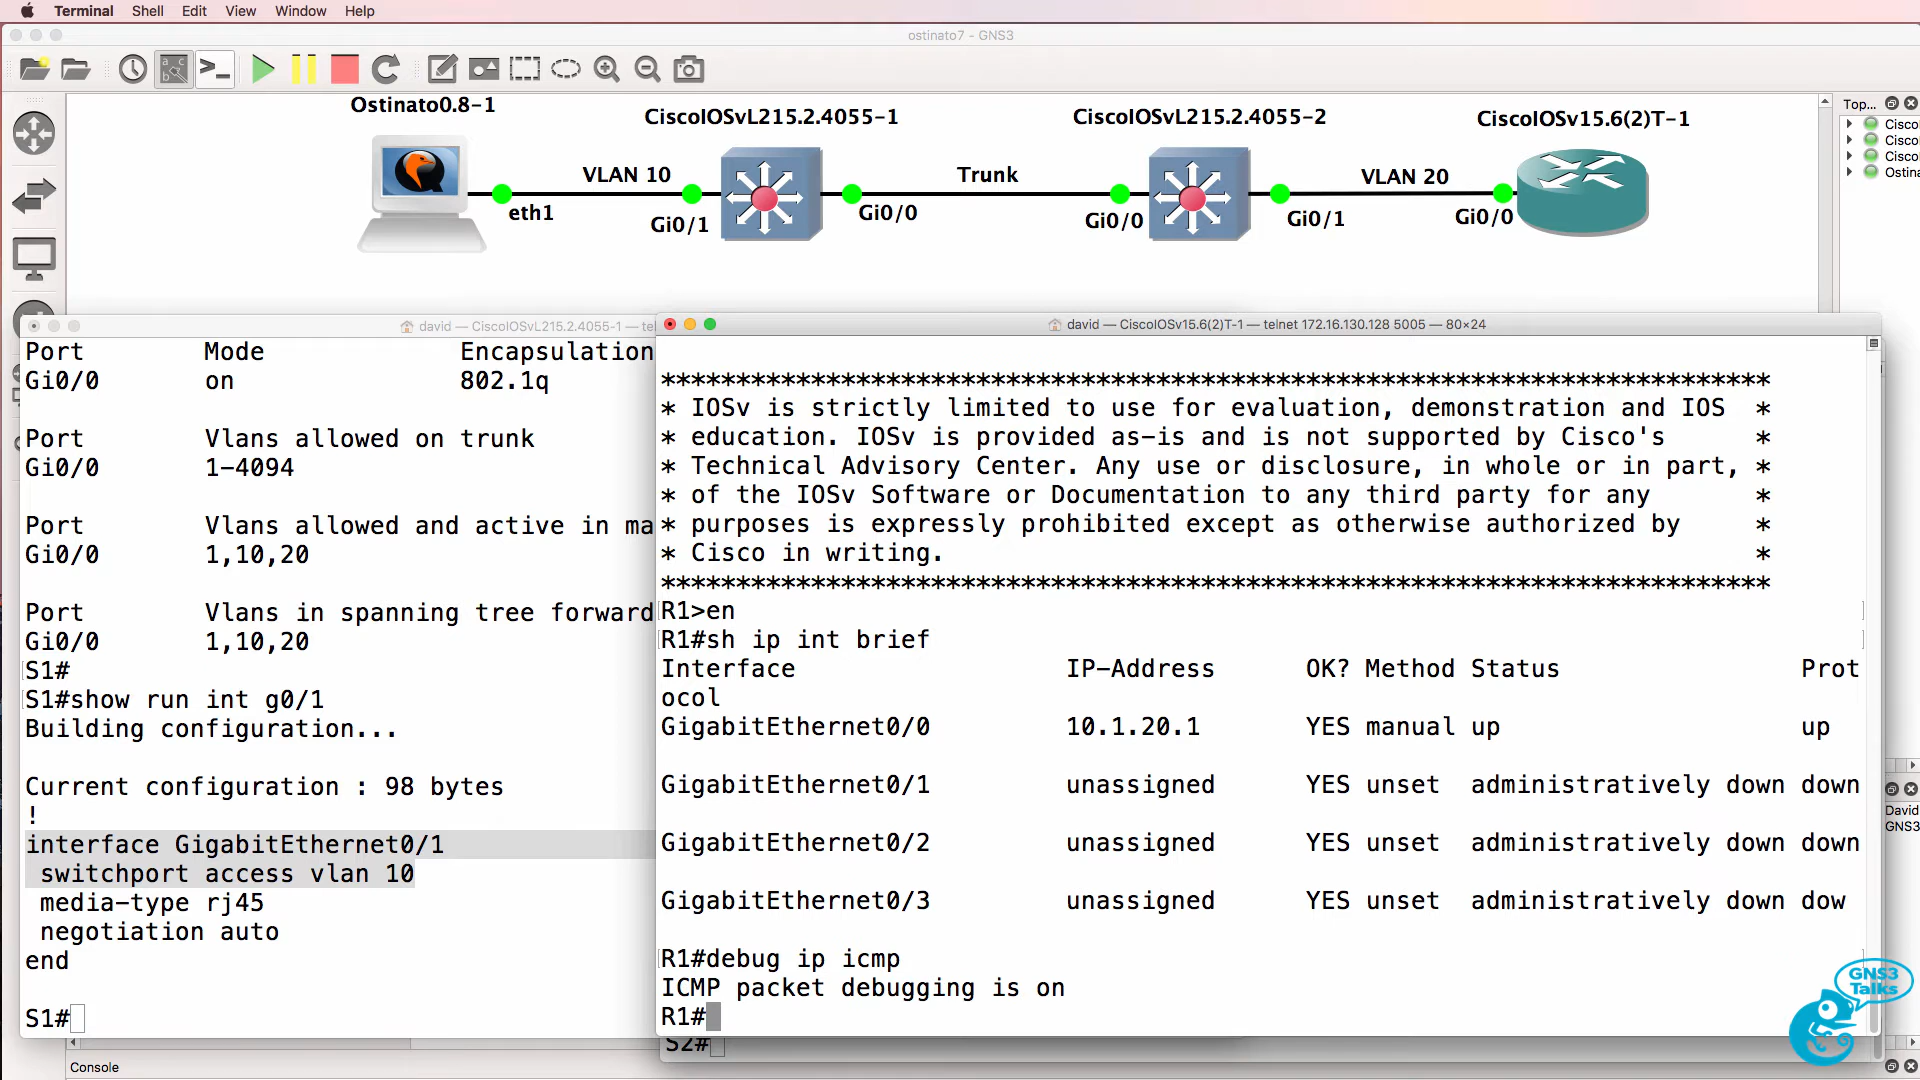 Terminal Shell Edit View Window Help
ostinato7 - GNS3
Ostinato0.8-1
CiscoIOSvL215.2.4055-1
CiscoIOSvL215.2.4055-2
CiscoIOSv15.6(2)T-1
VLAN 10
Trunk
VLAN 20
eth1
Gi0/1
Gi0/0
Gi0/0
Gi0/1
Gi0/0
Top...
Cisco
Cisco
Cisco
Ostina
david — CiscoIOSvL215.2.4055-1 — te
Port Mode Encapsulation
Gi0/0 on 802.1q
Port Vlans allowed on trunk
Gi0/0 1-4094
Port Vlans allowed and active in ma
Gi0/0 1,10,20
Port Vlans in spanning tree forward
Gi0/0 1,10,20
S1#
S1#show run int g0/1
Building configuration...
Current configuration : 98 bytes
!
interface GigabitEthernet0/1
switchport access vlan 10
media-type rj45
negotiation auto
end
S1#
david — CiscoIOSv15.6(2)T-1 — telnet 172.16.130.128 5005 — 80×24
**************************************************************************
* IOSv is strictly limited to use for evaluation, demonstration and IOS *
* education. IOSv is provided as-is and is not supported by Cisco's *
* Technical Advisory Center. Any use or disclosure, in whole or in part, *
* of the IOSv Software or Documentation to any third party for any *
* purposes is expressly prohibited except as otherwise authorized by *
* Cisco in writing. *
**************************************************************************
R1>en
R1#sh ip int brief
Interface IP-Address OK? Method Status Prot
ocol
GigabitEthernet0/0 10.1.20.1 YES manual up up
GigabitEthernet0/1 unassigned YES unset administratively down down
GigabitEthernet0/2 unassigned YES unset administratively down down
GigabitEthernet0/3 unassigned YES unset administratively down dow
R1#debug ip icmp
ICMP packet debugging is on
R1#
S2#
David
GNS3
GNS3
Talks
Console